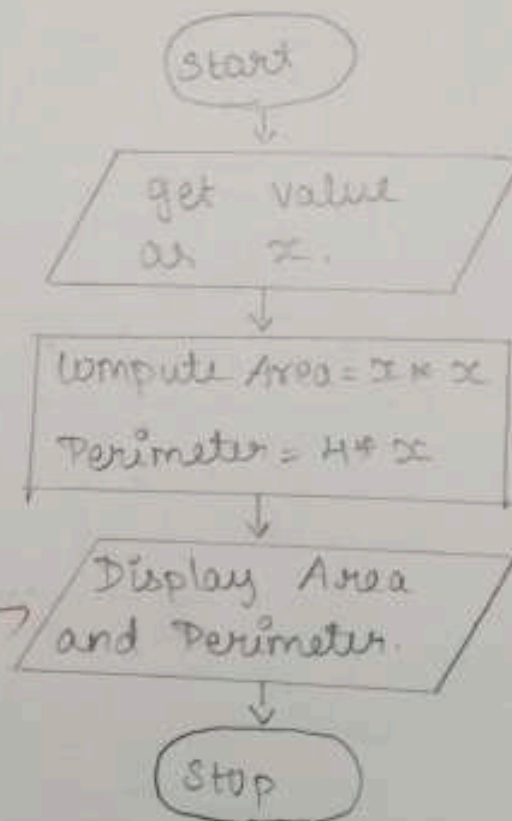 Start
get value
as x.
Compute Area = x * x
Perimeter = 4 * x
Display Area
and Perimeter.
Stop